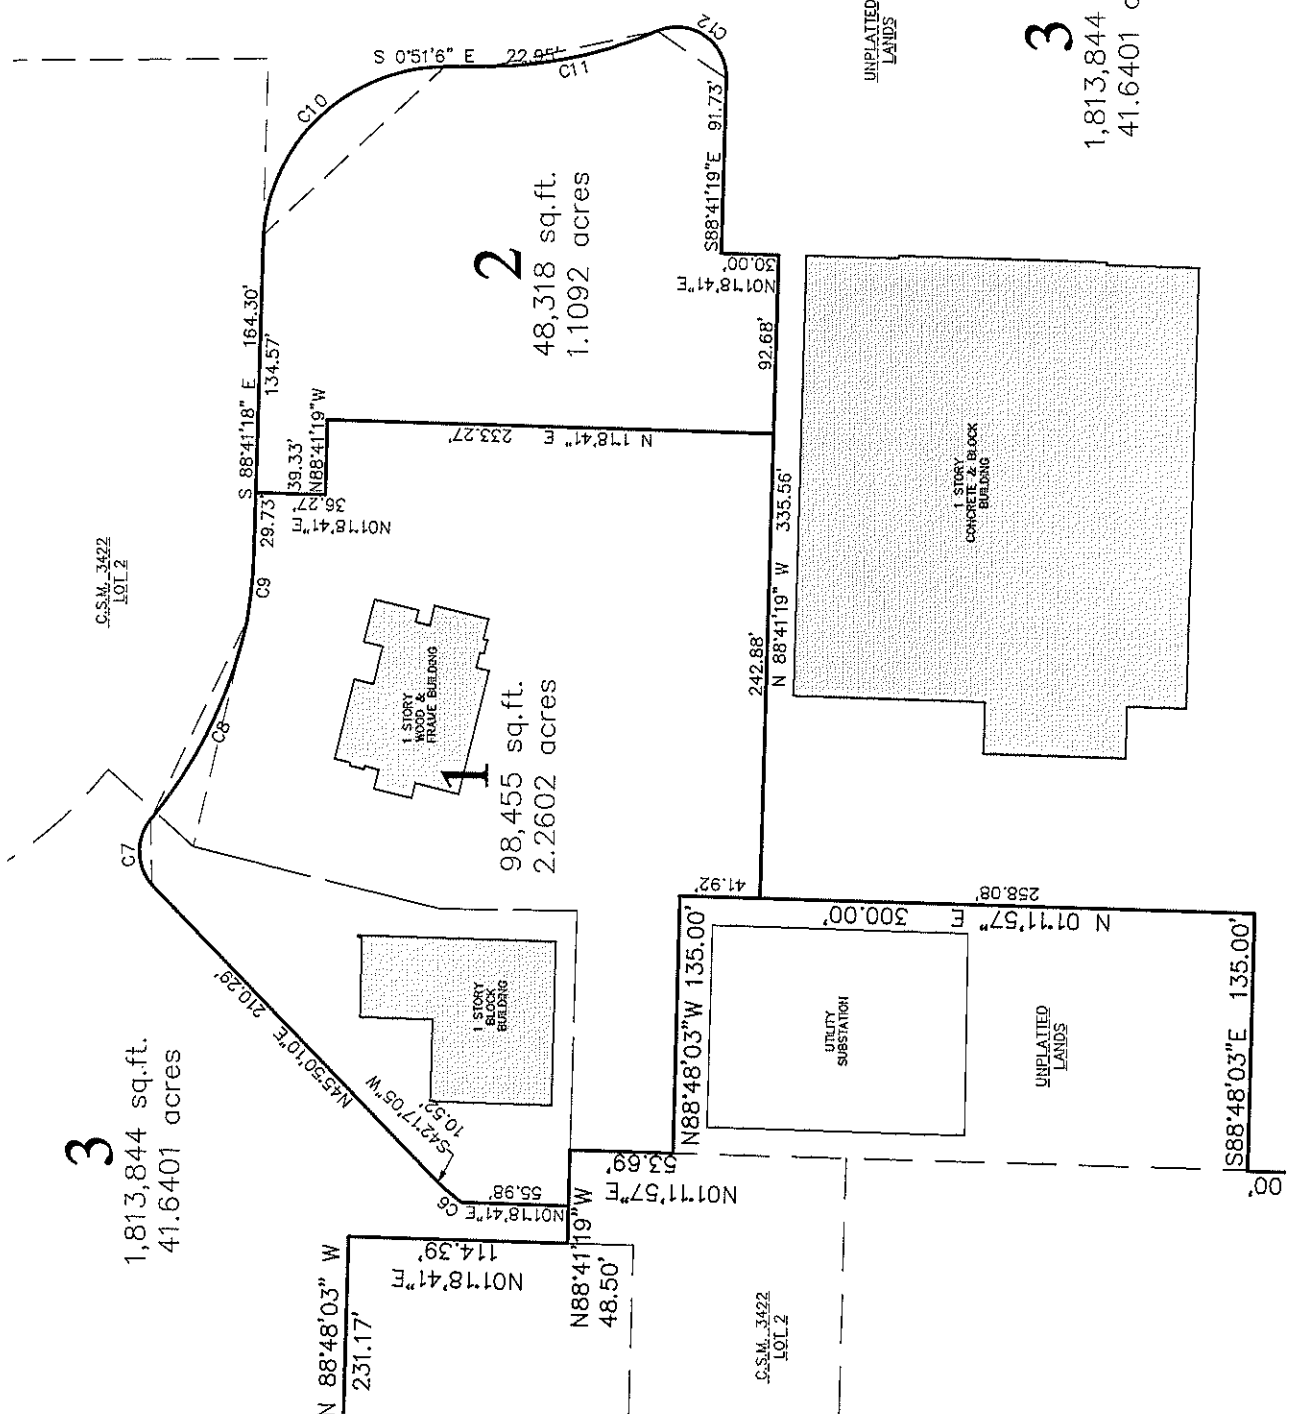 C12
UNPLATTED
LANDS
3
1,813,844
41.6401
S 0°51'6" E 22.95'
C11
C10
S88°41'19"E 91.73'
N01°18'41"E
30.00'
2
48,318 sq.ft.
1.1092 acres
S 88°41'18" E 164.30'
134.57'
92.68'
39.33'
N88°41'19"W
N 1°18'41" E 233.27'
36.27'
N01°18'41"E
29.73'
C9
C.S.M. 3422
LOT 2
1 STORY
CONCRETE & BLOCK
BUILDING
335.56'
N 88°41'19" W
242.88'
1 STORY
WOOD &
FRAME BUILDING
1
98,455 sq.ft.
2.2602 acres
C8
C7
41.92'
258.08'
N 01°11'57" E 300.00'
N88°48'03"W 135.00'
S88°48'03"E 135.00'
UTILITY
SUBSTATION
UNPLATTED
LANDS
1 STORY
BLOCK
BUILDING
N45°50'10"E 210.29'
S42°17'05"W
10.52'
3
1,813,844 sq.ft.
41.6401 acres
C6
55.98'
N01°18'41"E
53.69'
N01°11'57"E
N88°41'19"W
48.50'
114.39'
N01°18'41"E
N 88°48'03" W
231.17'
C.S.M. 3422
LOT 2
00'